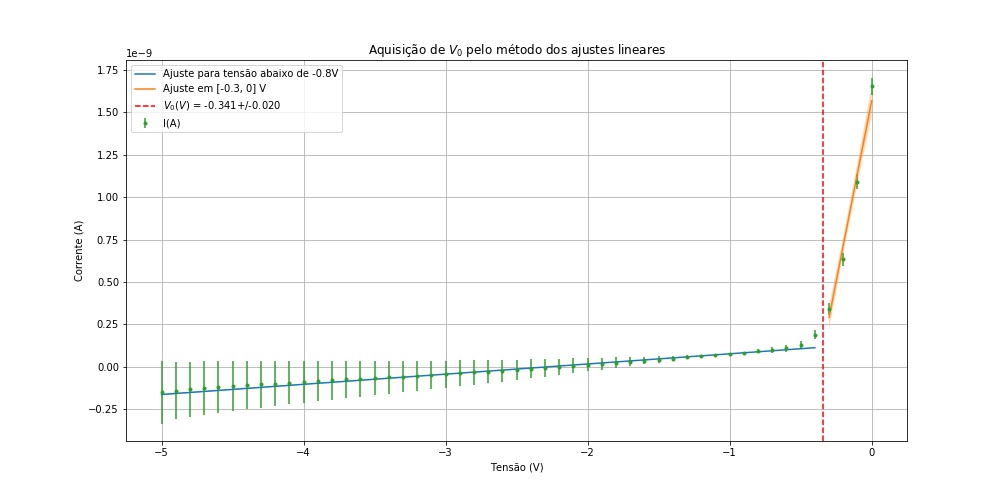 Aquisição de V₀ pelo método dos ajustes lineares
1e−9
1.75
1.50
1.25
1.00
0.75
0.50
0.25
0.00
−0.25
Corrente (A)
Ajuste para tensão abaixo de -0.8V
Ajuste em [-0.3, 0] V
V₀(V) = -0.341+/-0.020
I(A)
−5 −4 −3 −2 −1 0
Tensão (V)